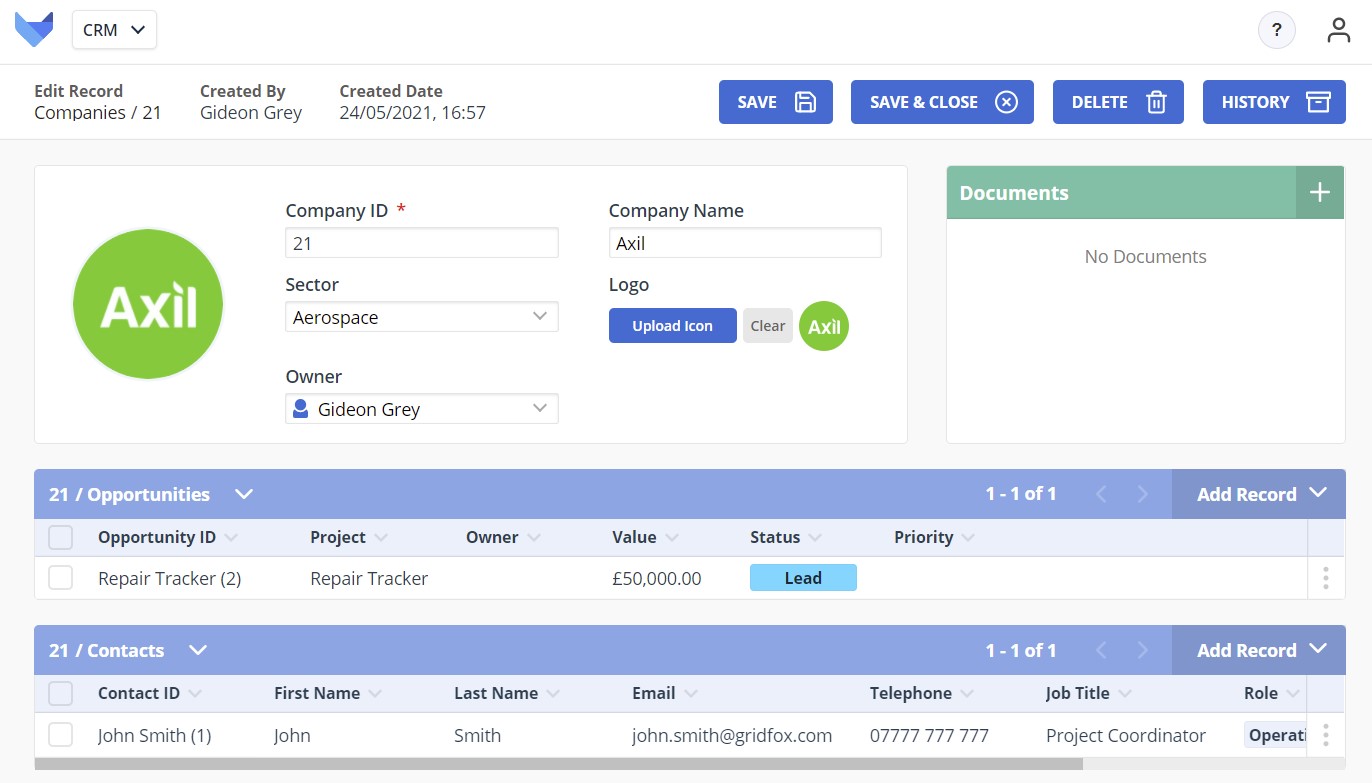 CRM
?
Edit Record Created By Created Date
Companies / 21 Gideon Grey 24/05/2021, 16:57
SAVE SAVE & CLOSE DELETE HISTORY
Axil
Company ID * Company Name
21 Axil
Sector Logo
Aerospace Upload Icon Clear Axil
Owner
Gideon Grey
Documents
No Documents
21 / Opportunities 1 - 1 of 1 Add Record
Opportunity ID Project Owner Value Status Priority
Repair Tracker (2) Repair Tracker £50,000.00 Lead
21 / Contacts 1 - 1 of 1 Add Record
Contact ID First Name Last Name Email Telephone Job Title Role
John Smith (1) John Smith john.smith@gridfox.com 07777 777 777 Project Coordinator Operati